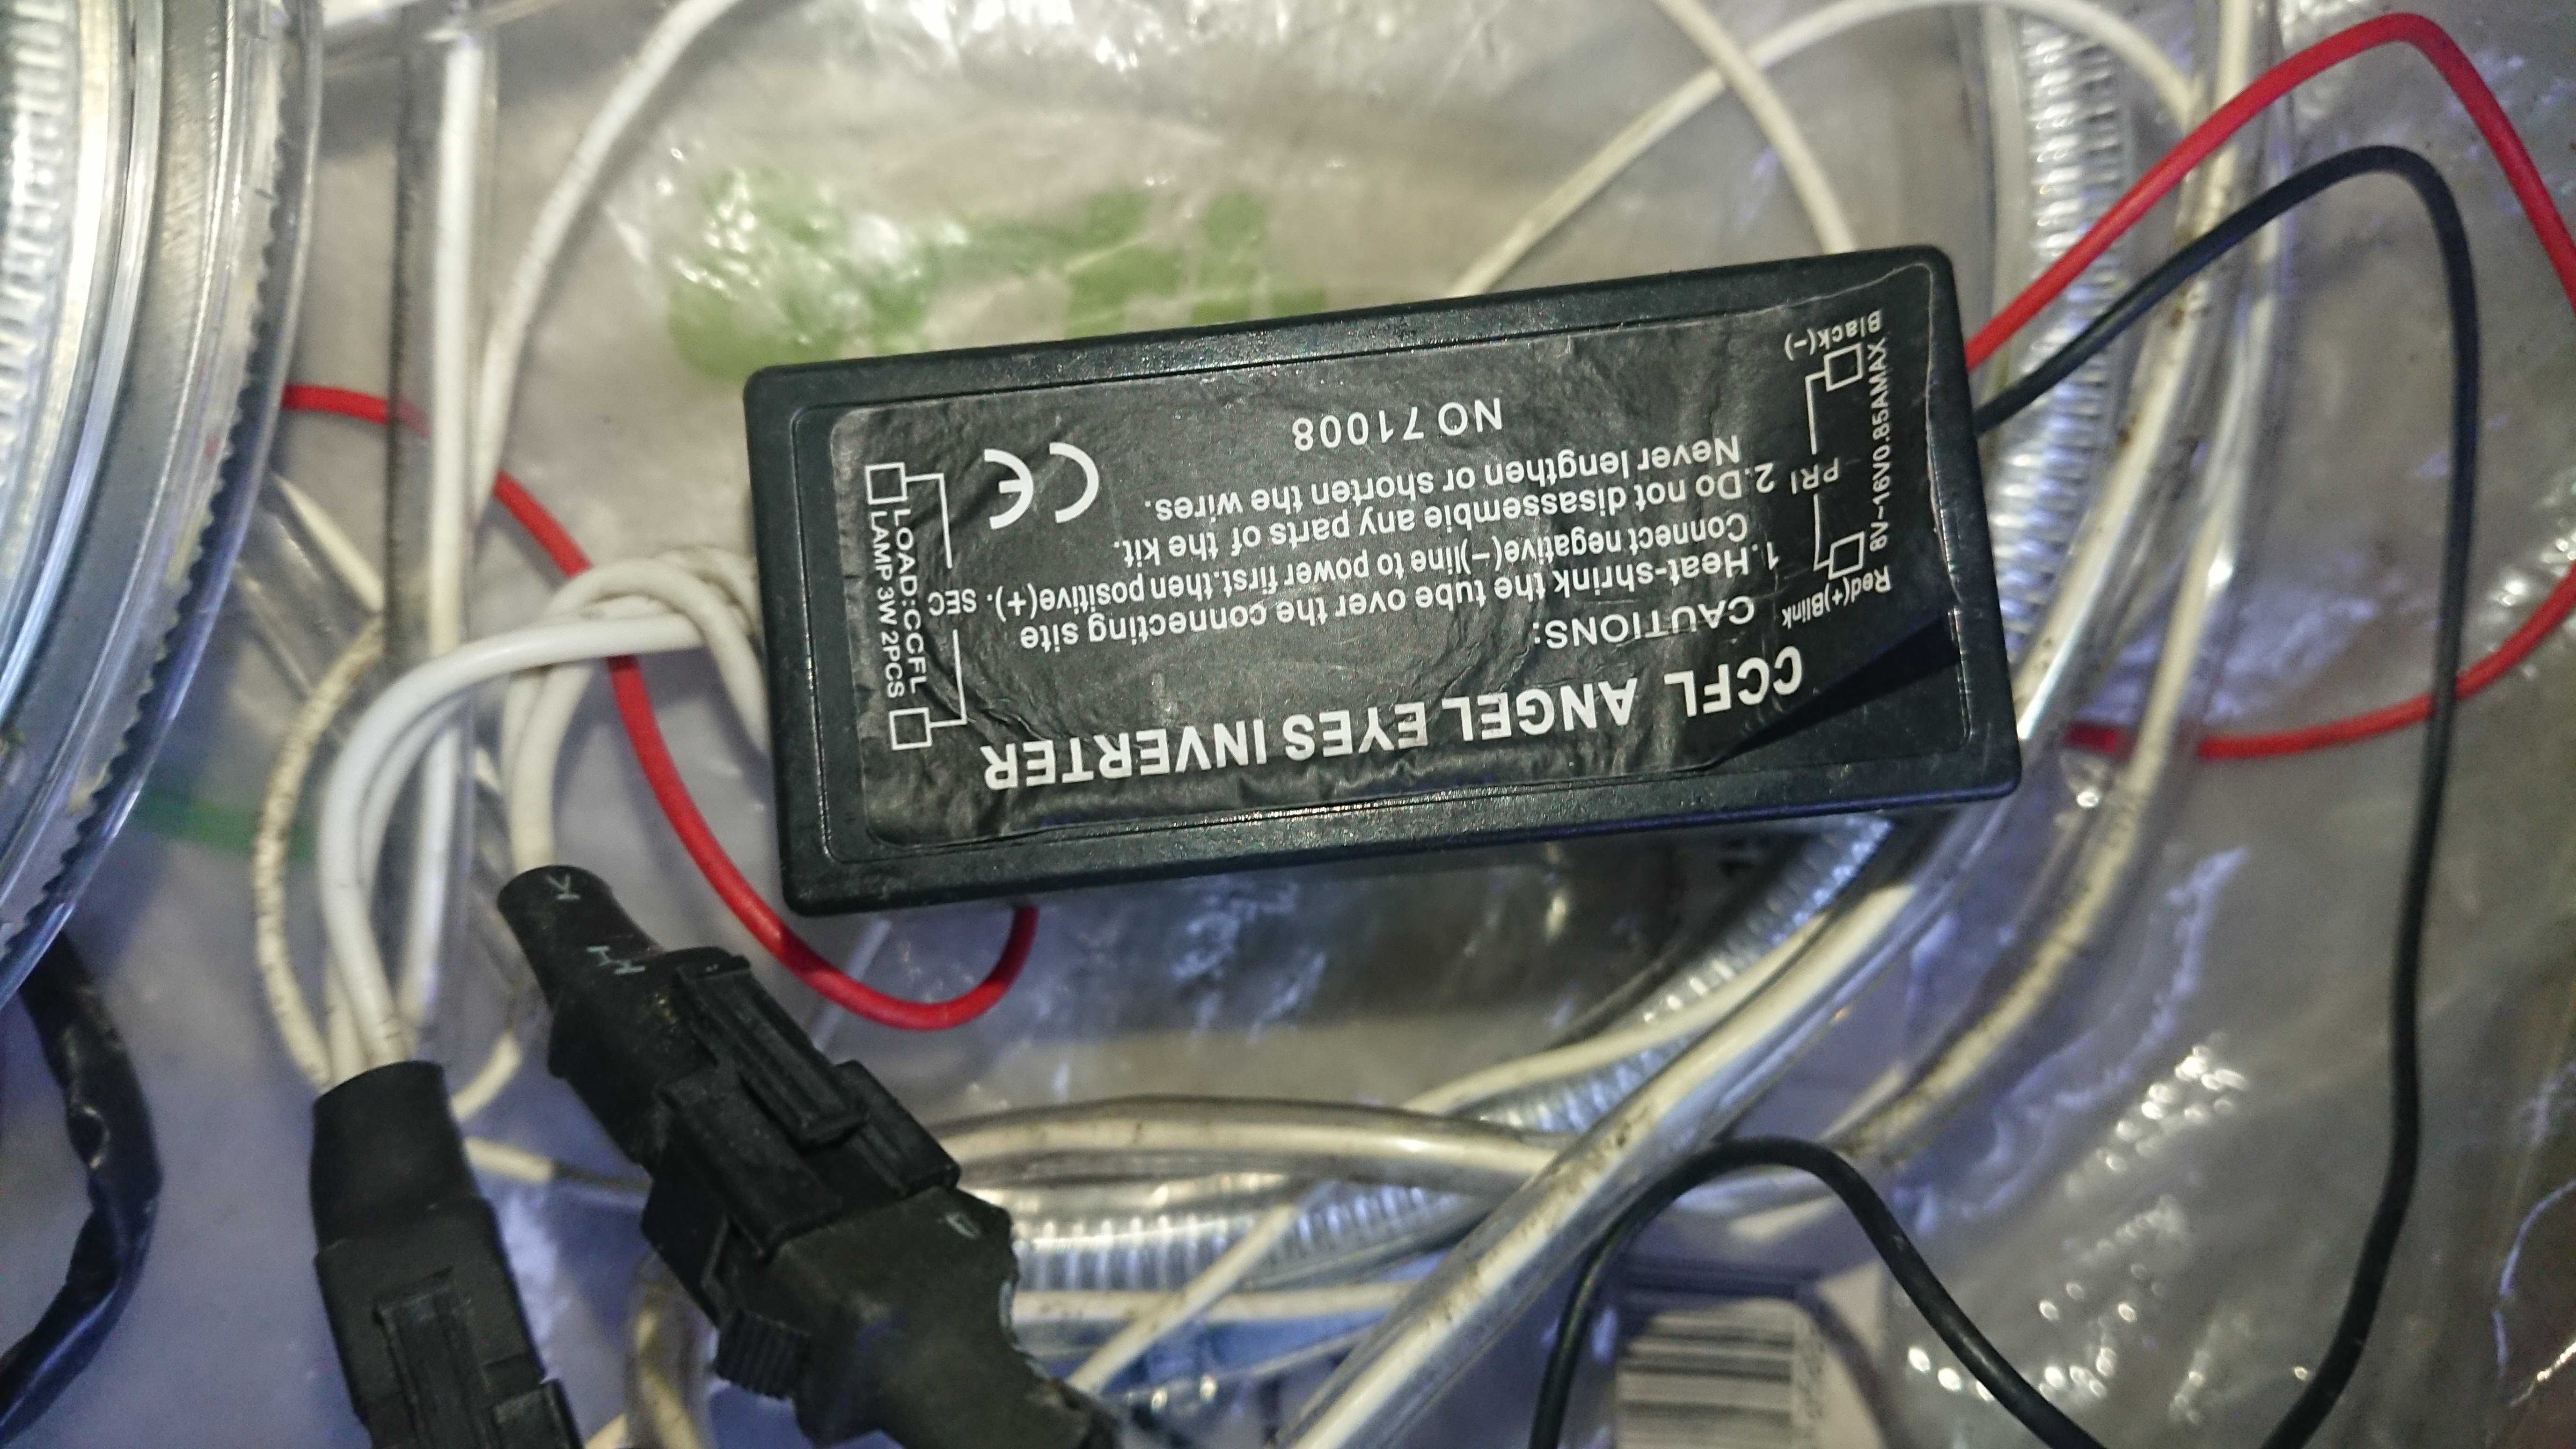 CCFL ANGEL EYES INVERTER
CAUTIONS:
1. Heat-shrink the tube over the connecting site
Connect negative(−)line to power first.then positive(+).
2. Do not disassemble any parts of the kit.
Never lengthen or shorten the wires.
NO 71008
CE
Red(+)Blink
PRI
Black(−)
8V~16V0.85AMAX
SEC
LOAD:CCFL
LAMP 3W 2PCS